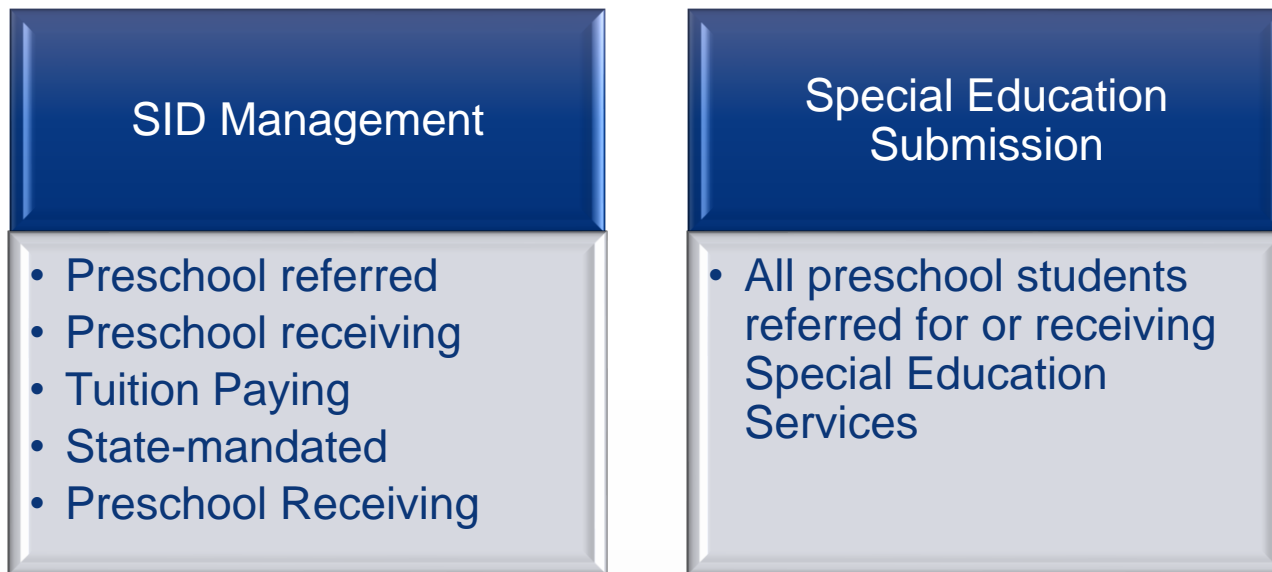 SID Management
• Preschool referred
• Preschool receiving
• Tuition Paying
• State-mandated
• Preschool Receiving
Special Education
Submission
• All preschool students
referred for or receiving
Special Education
Services